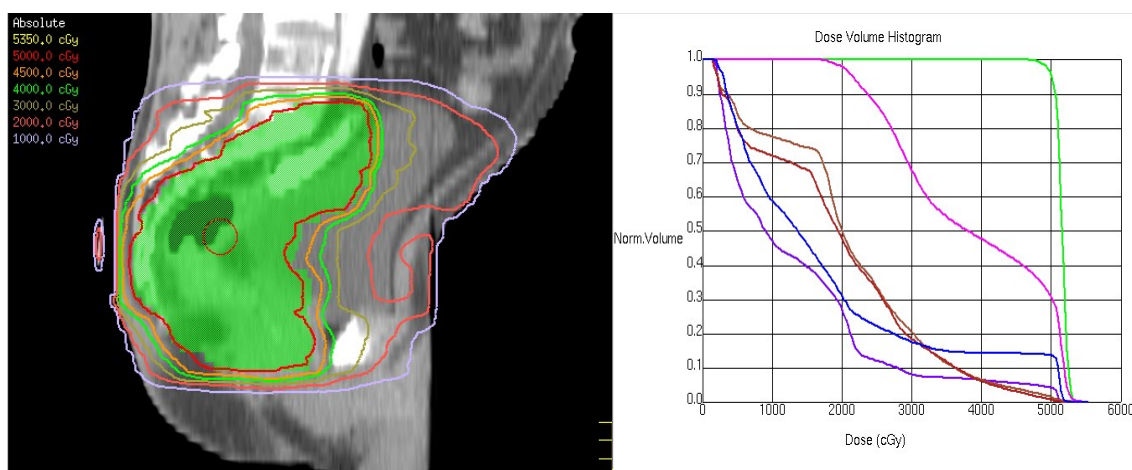 Absolute
5350.0 cGy
5000.0 cGy
4500.0 cGy
4000.0 cGy
3000.0 cGy
2000.0 cGy
1000.0 cGy
Dose Volume Histogram
1.0
0.9
0.8
0.7
0.6
0.5
Norm.Volume
0.4
0.3
0.2
0.1
0.0
0 1000 2000 3000 4000 5000 6000
Dose (cGy)